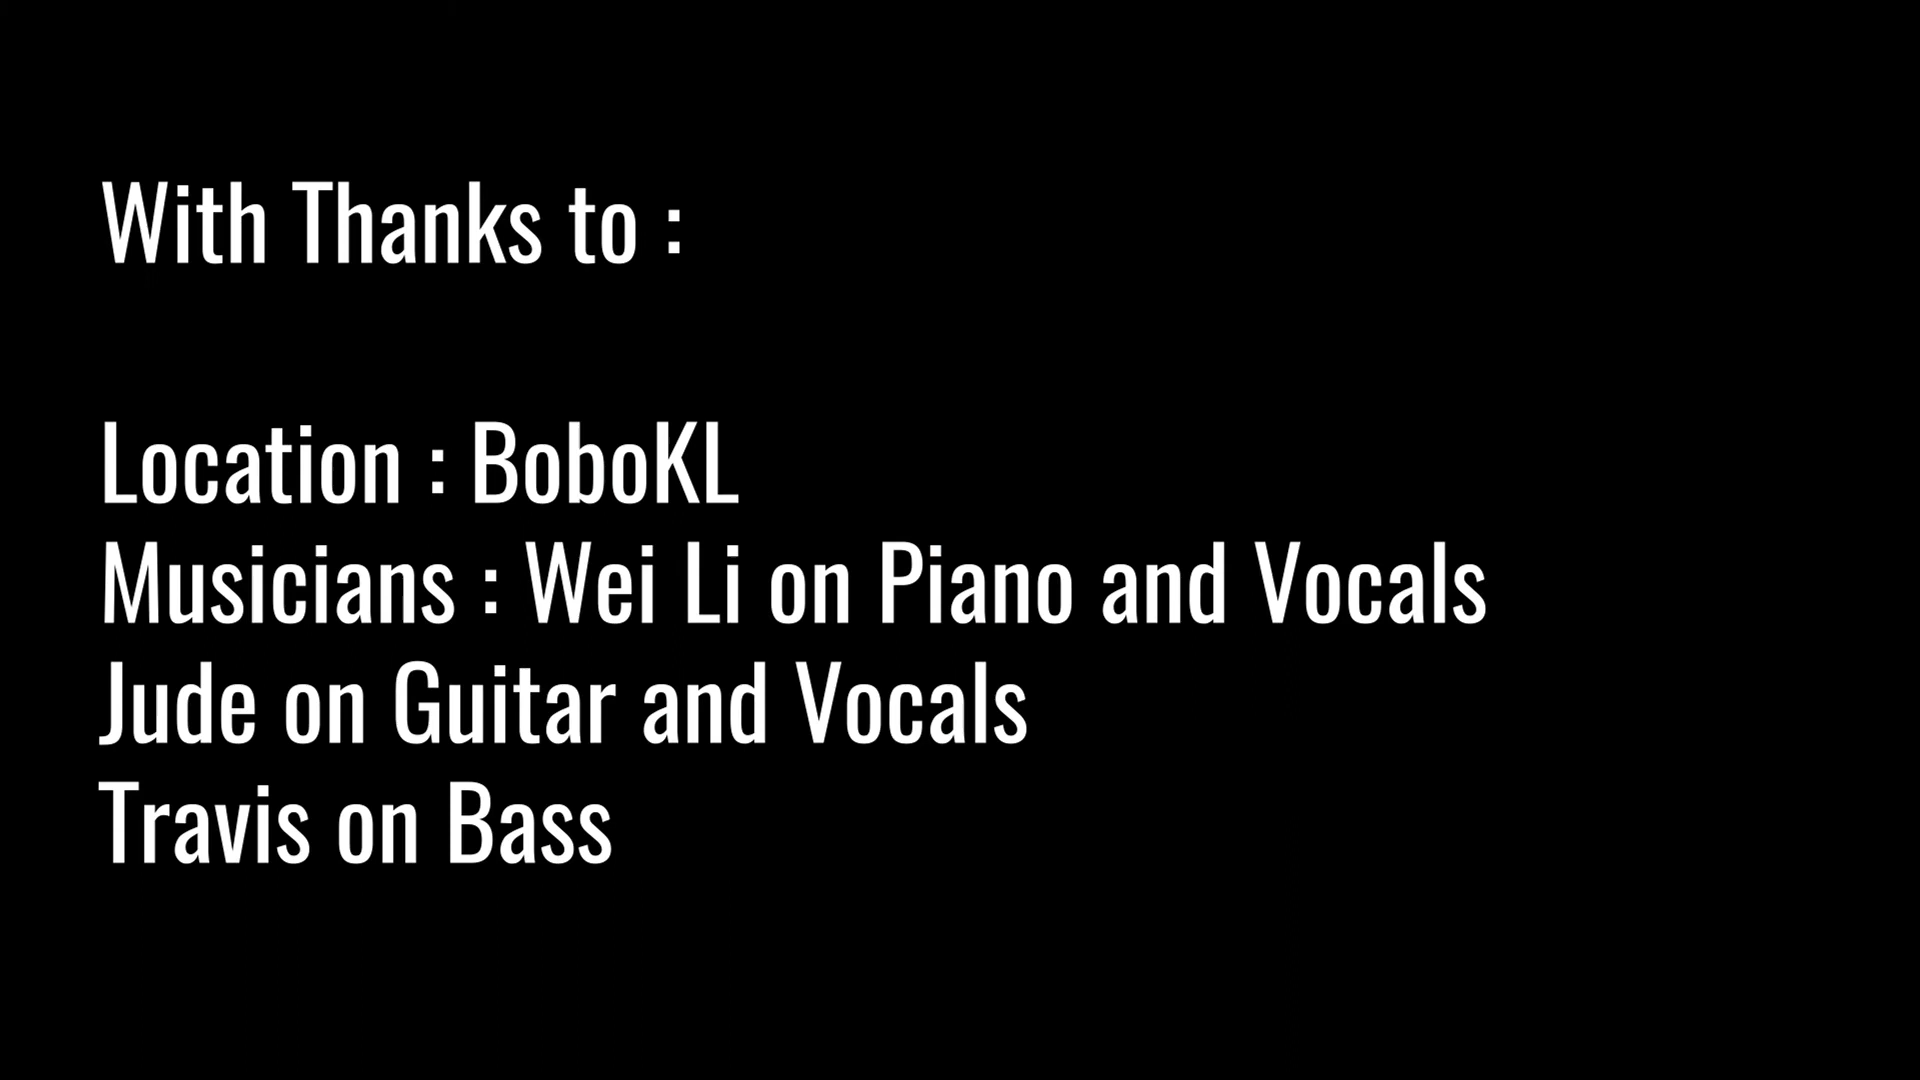 With Thanks to :
Location : BoboKL
Musicians : Wei Li on Piano and Vocals
Jude on Guitar and Vocals
Travis on Bass